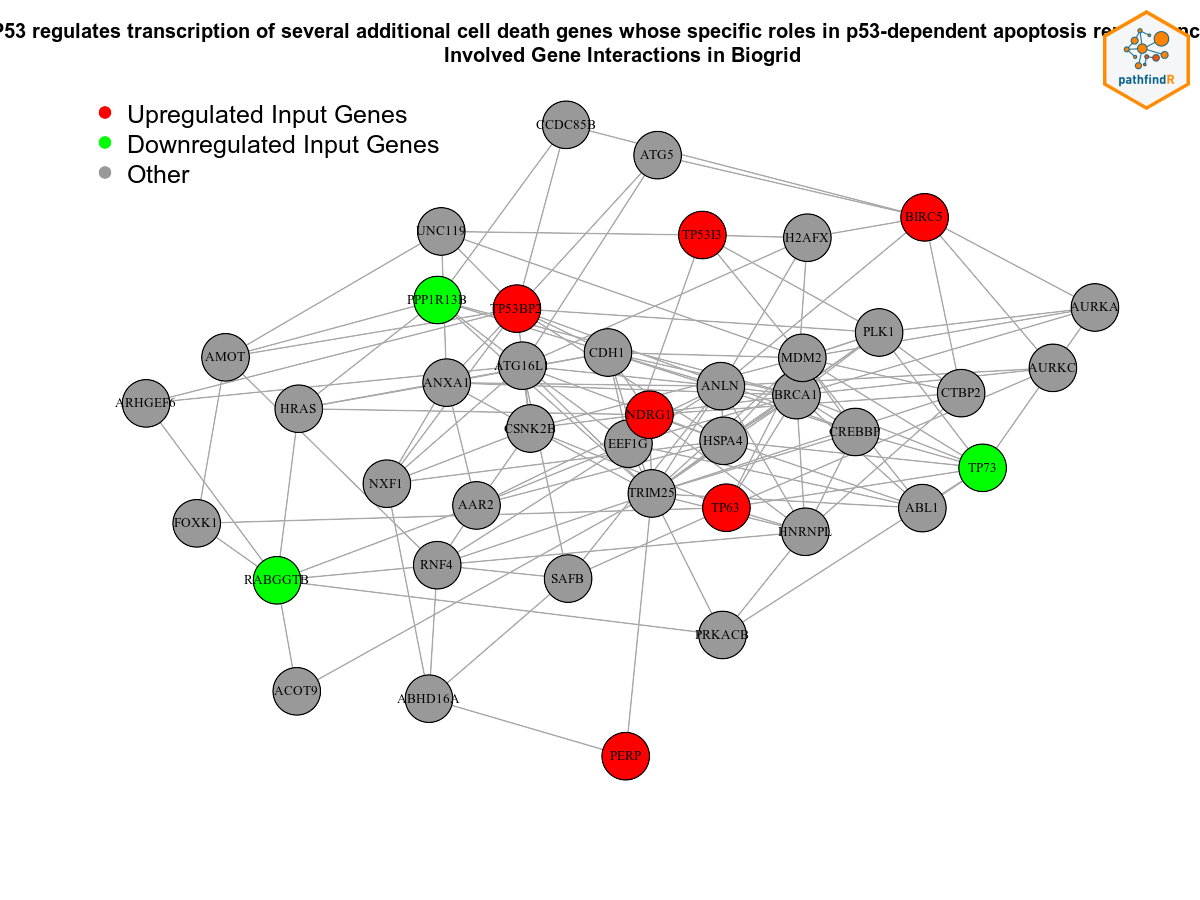 P53 regulates transcription of several additional cell death genes whose specific roles in p53-dependent apoptosis re
Involved Gene Interactions in Biogrid
pathfindR
Upregulated Input Genes
Downregulated Input Genes
Other
CCDC85B
ATG5
BIRC5
UNC119
TP53I3
H2AFX
PPP1R13B
TP53BP2
AURKA
PLK1
AMOT
CDH1
MDM2
ATG16L1
AURKC
ANXA1
ANLN
BRCA1
CTBP2
ARHGEF6
HRAS
NDRG1
CSNK2B
EEF1G
HSPA4
CREBBP
TP73
NXF1
TRIM25
AAR2
TP63
ABL1
FOXK1
HNRNPL
RNF4
RABGGTB
SAFB
PRKACB
ACOT9
ABHD16A
PERP